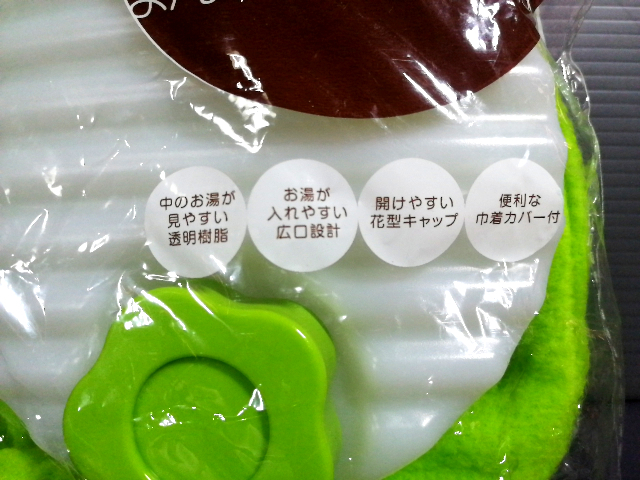 中のお湯が
見やすい
透明樹脂
お湯が
入れやすい
広口設計
開けやすい
花型キャップ
便利な
巾着カバー付